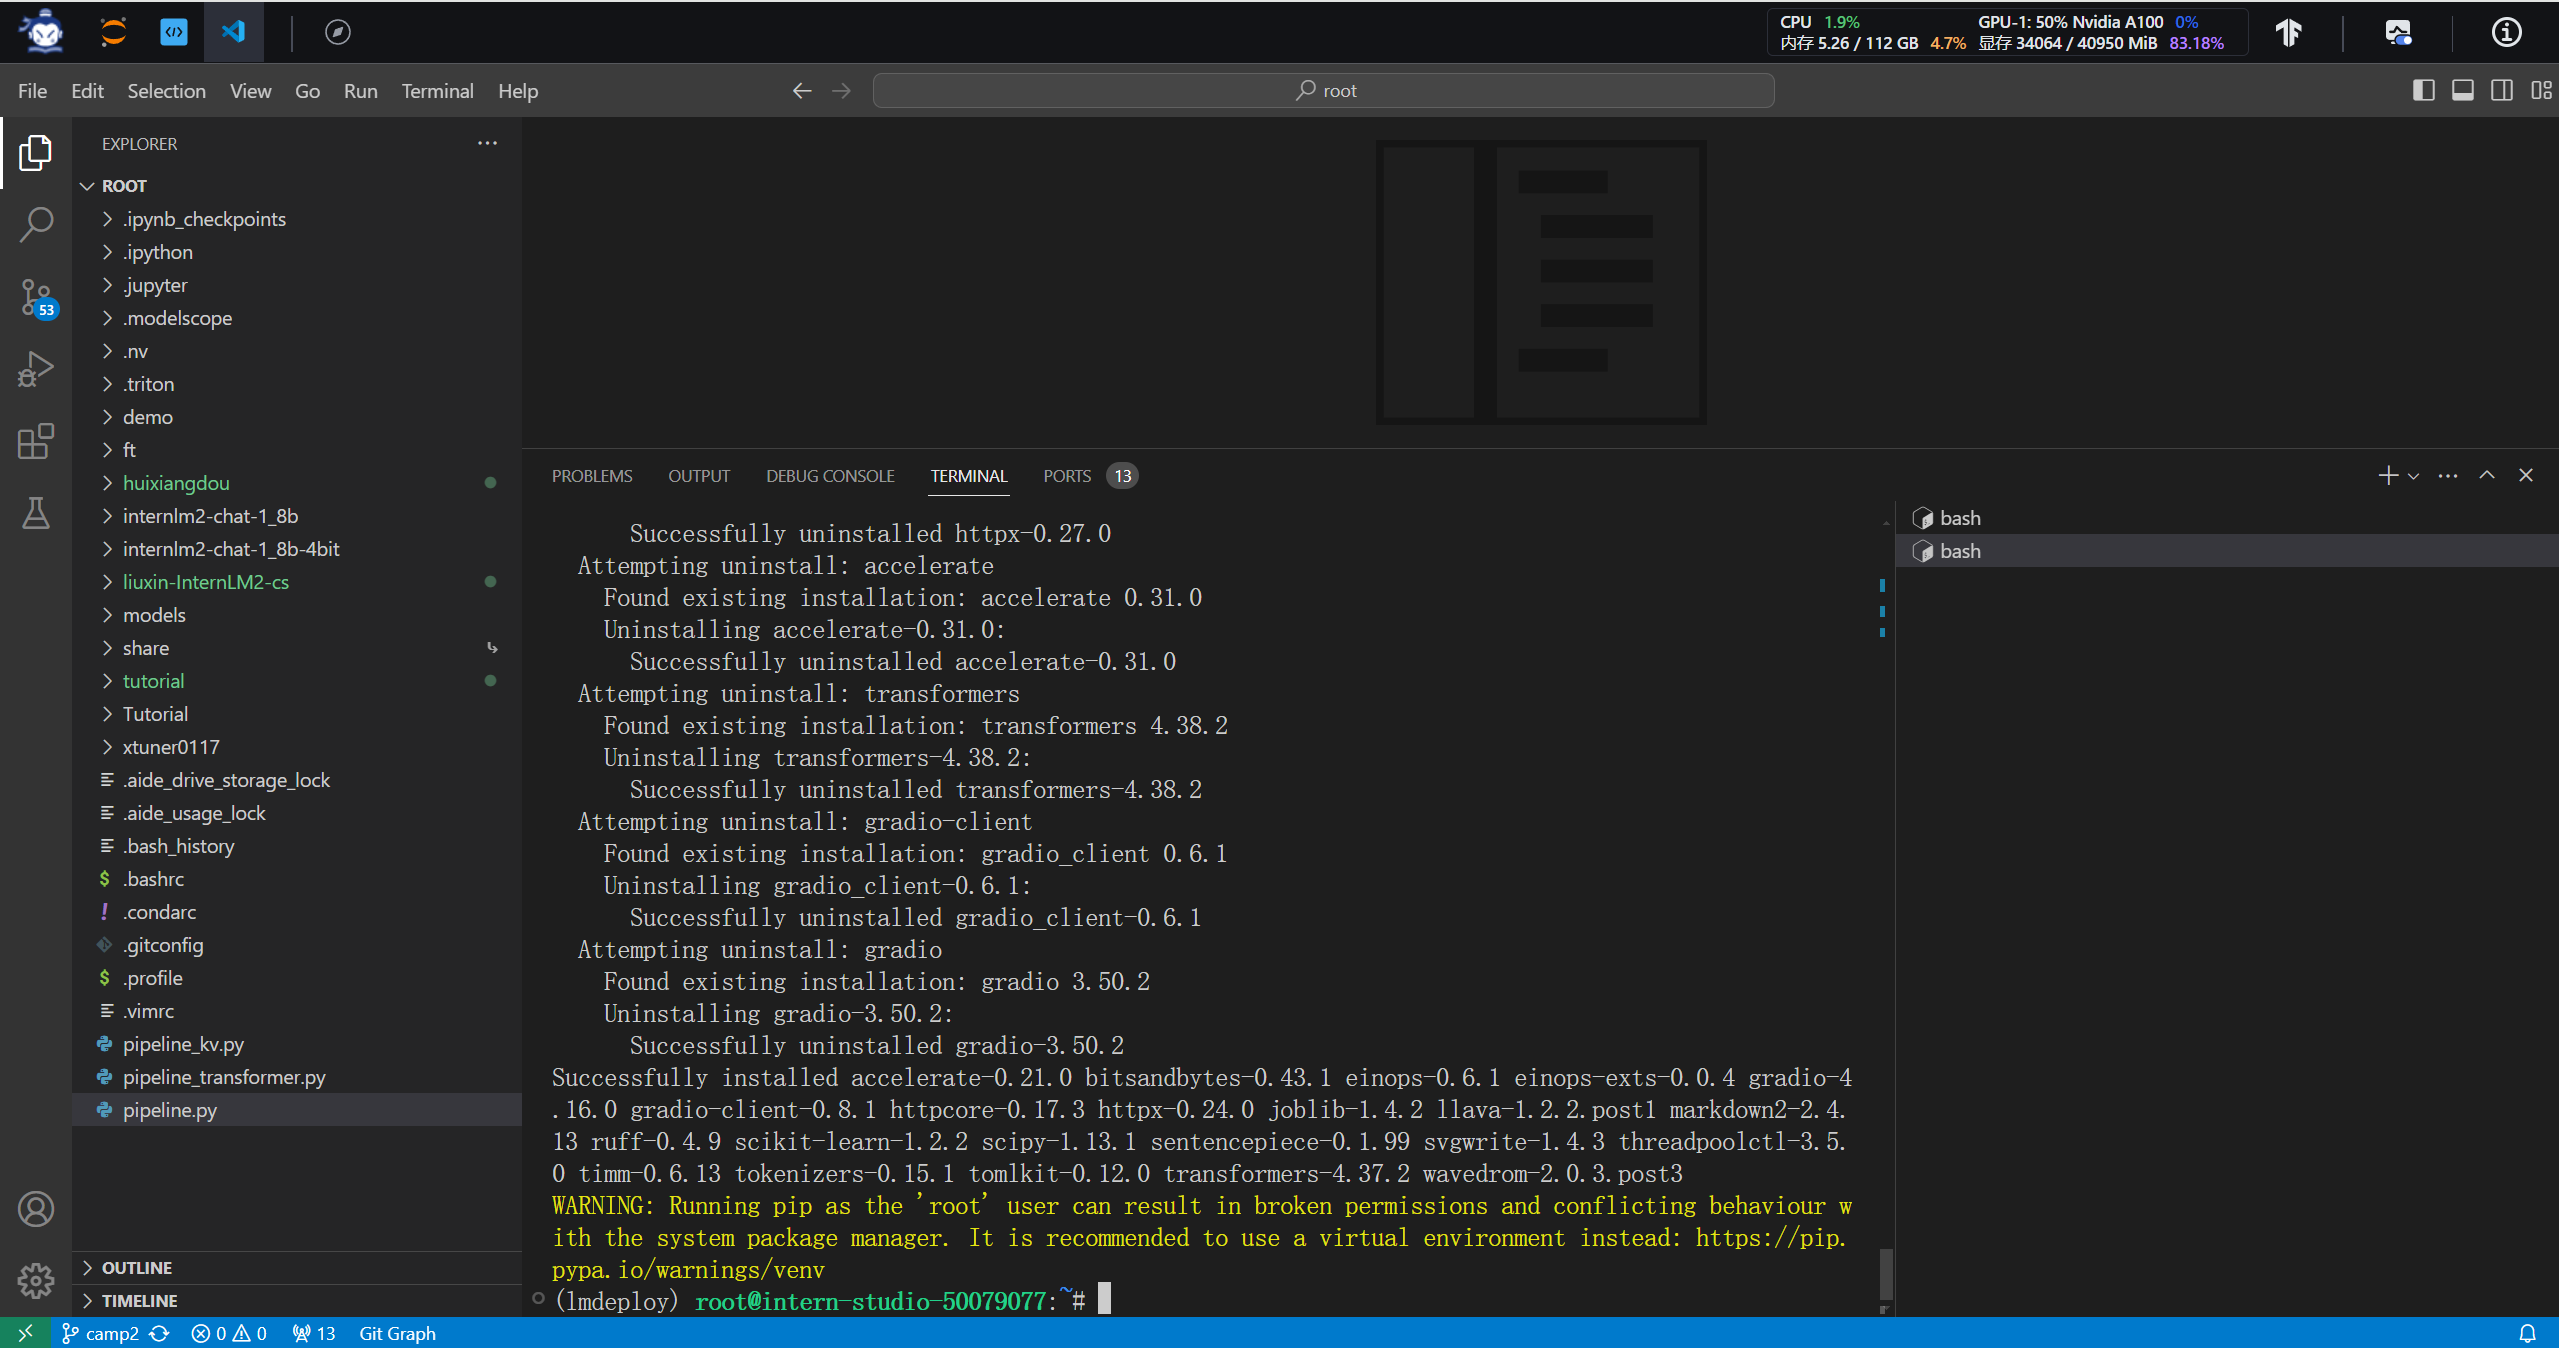 CPU 1.9% GPU-1: 50% Nvidia A100 0%
内存 5.26 / 112 GB 4.7% 显存 34064 / 40950 MiB 83.18%
File Edit Selection View Go Run Terminal Help
root
EXPLORER
ROOT
.ipynb_checkpoints
.ipython
.jupyter
.modelscope
.nv
.triton
demo
ft
huixiangdou
internlm2-chat-1_8b
internlm2-chat-1_8b-4bit
liuxin-InternLM2-cs
models
share
tutorial
Tutorial
xtuner0117
.aide_drive_storage_lock
.aide_usage_lock
.bash_history
$ .bashrc
! .condarc
.gitconfig
$ .profile
.vimrc
pipeline_kv.py
pipeline_transformer.py
pipeline.py
OUTLINE
TIMELINE
53
PROBLEMS OUTPUT DEBUG CONSOLE TERMINAL PORTS 13
Successfully uninstalled httpx-0.27.0
Attempting uninstall: accelerate
Found existing installation: accelerate 0.31.0
Uninstalling accelerate-0.31.0:
Successfully uninstalled accelerate-0.31.0
Attempting uninstall: transformers
Found existing installation: transformers 4.38.2
Uninstalling transformers-4.38.2:
Successfully uninstalled transformers-4.38.2
Attempting uninstall: gradio-client
Found existing installation: gradio_client 0.6.1
Uninstalling gradio_client-0.6.1:
Successfully uninstalled gradio_client-0.6.1
Attempting uninstall: gradio
Found existing installation: gradio 3.50.2
Uninstalling gradio-3.50.2:
Successfully uninstalled gradio-3.50.2
Successfully installed accelerate-0.21.0 bitsandbytes-0.43.1 einops-0.6.1 einops-exts-0.0.4 gradio-4
.16.0 gradio-client-0.8.1 httpcore-0.17.3 httpx-0.24.0 joblib-1.4.2 llava-1.2.2.post1 markdown2-2.4.
13 ruff-0.4.9 scikit-learn-1.2.2 scipy-1.13.1 sentencepiece-0.1.99 svgwrite-1.4.3 threadpoolctl-3.5.
0 timm-0.6.13 tokenizers-0.15.1 tomlkit-0.12.0 transformers-4.37.2 wavedrom-2.0.3.post3
WARNING: Running pip as the 'root' user can result in broken permissions and conflicting behaviour w
ith the system package manager. It is recommended to use a virtual environment instead: https://pip.
pypa.io/warnings/venv
(lmdeploy) root@intern-studio-50079077:~#
bash
bash
camp2 0 0 13 Git Graph